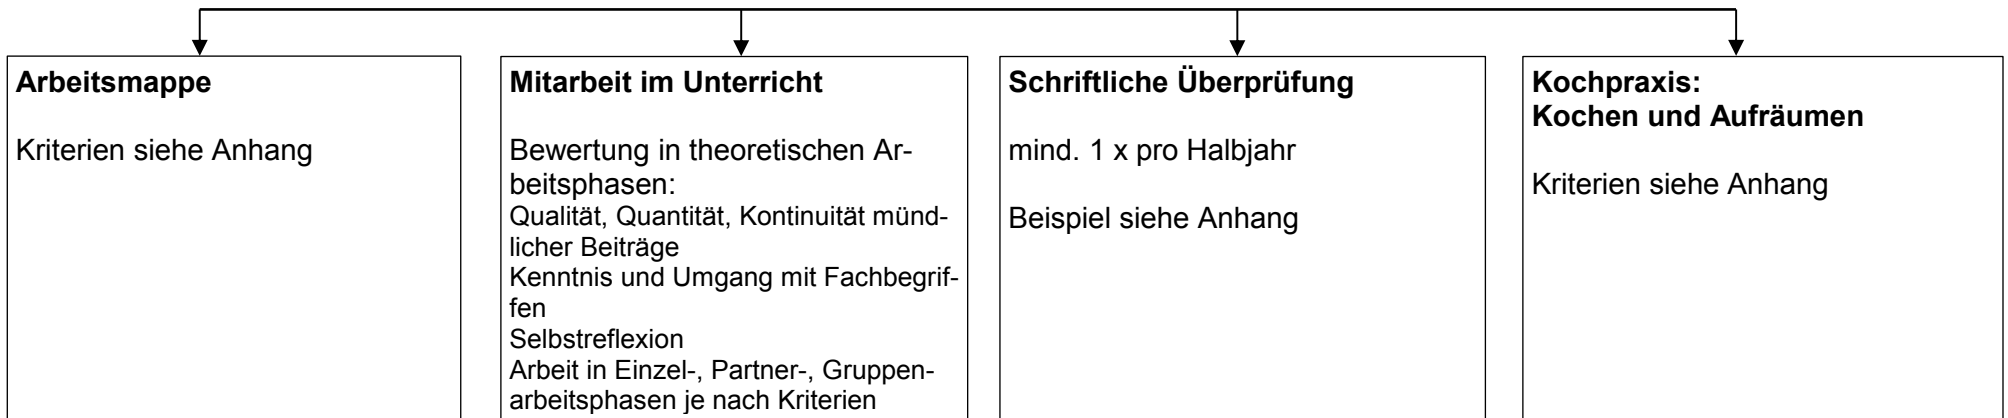 Arbeitsmappe
Kriterien siehe Anhang
Mitarbeit im Unterricht
Bewertung in theoretischen Ar-
beitsphasen:
Qualität, Quantität, Kontinuität münd-
licher Beiträge
Kenntnis und Umgang mit Fachbegrif-
fen
Selbstreflexion
Arbeit in Einzel-, Partner-, Gruppen-
arbeitsphasen je nach Kriterien
Schriftliche Überprüfung
mind. 1 x pro Halbjahr
Beispiel siehe Anhang
Kochpraxis:
Kochen und Aufräumen
Kriterien siehe Anhang